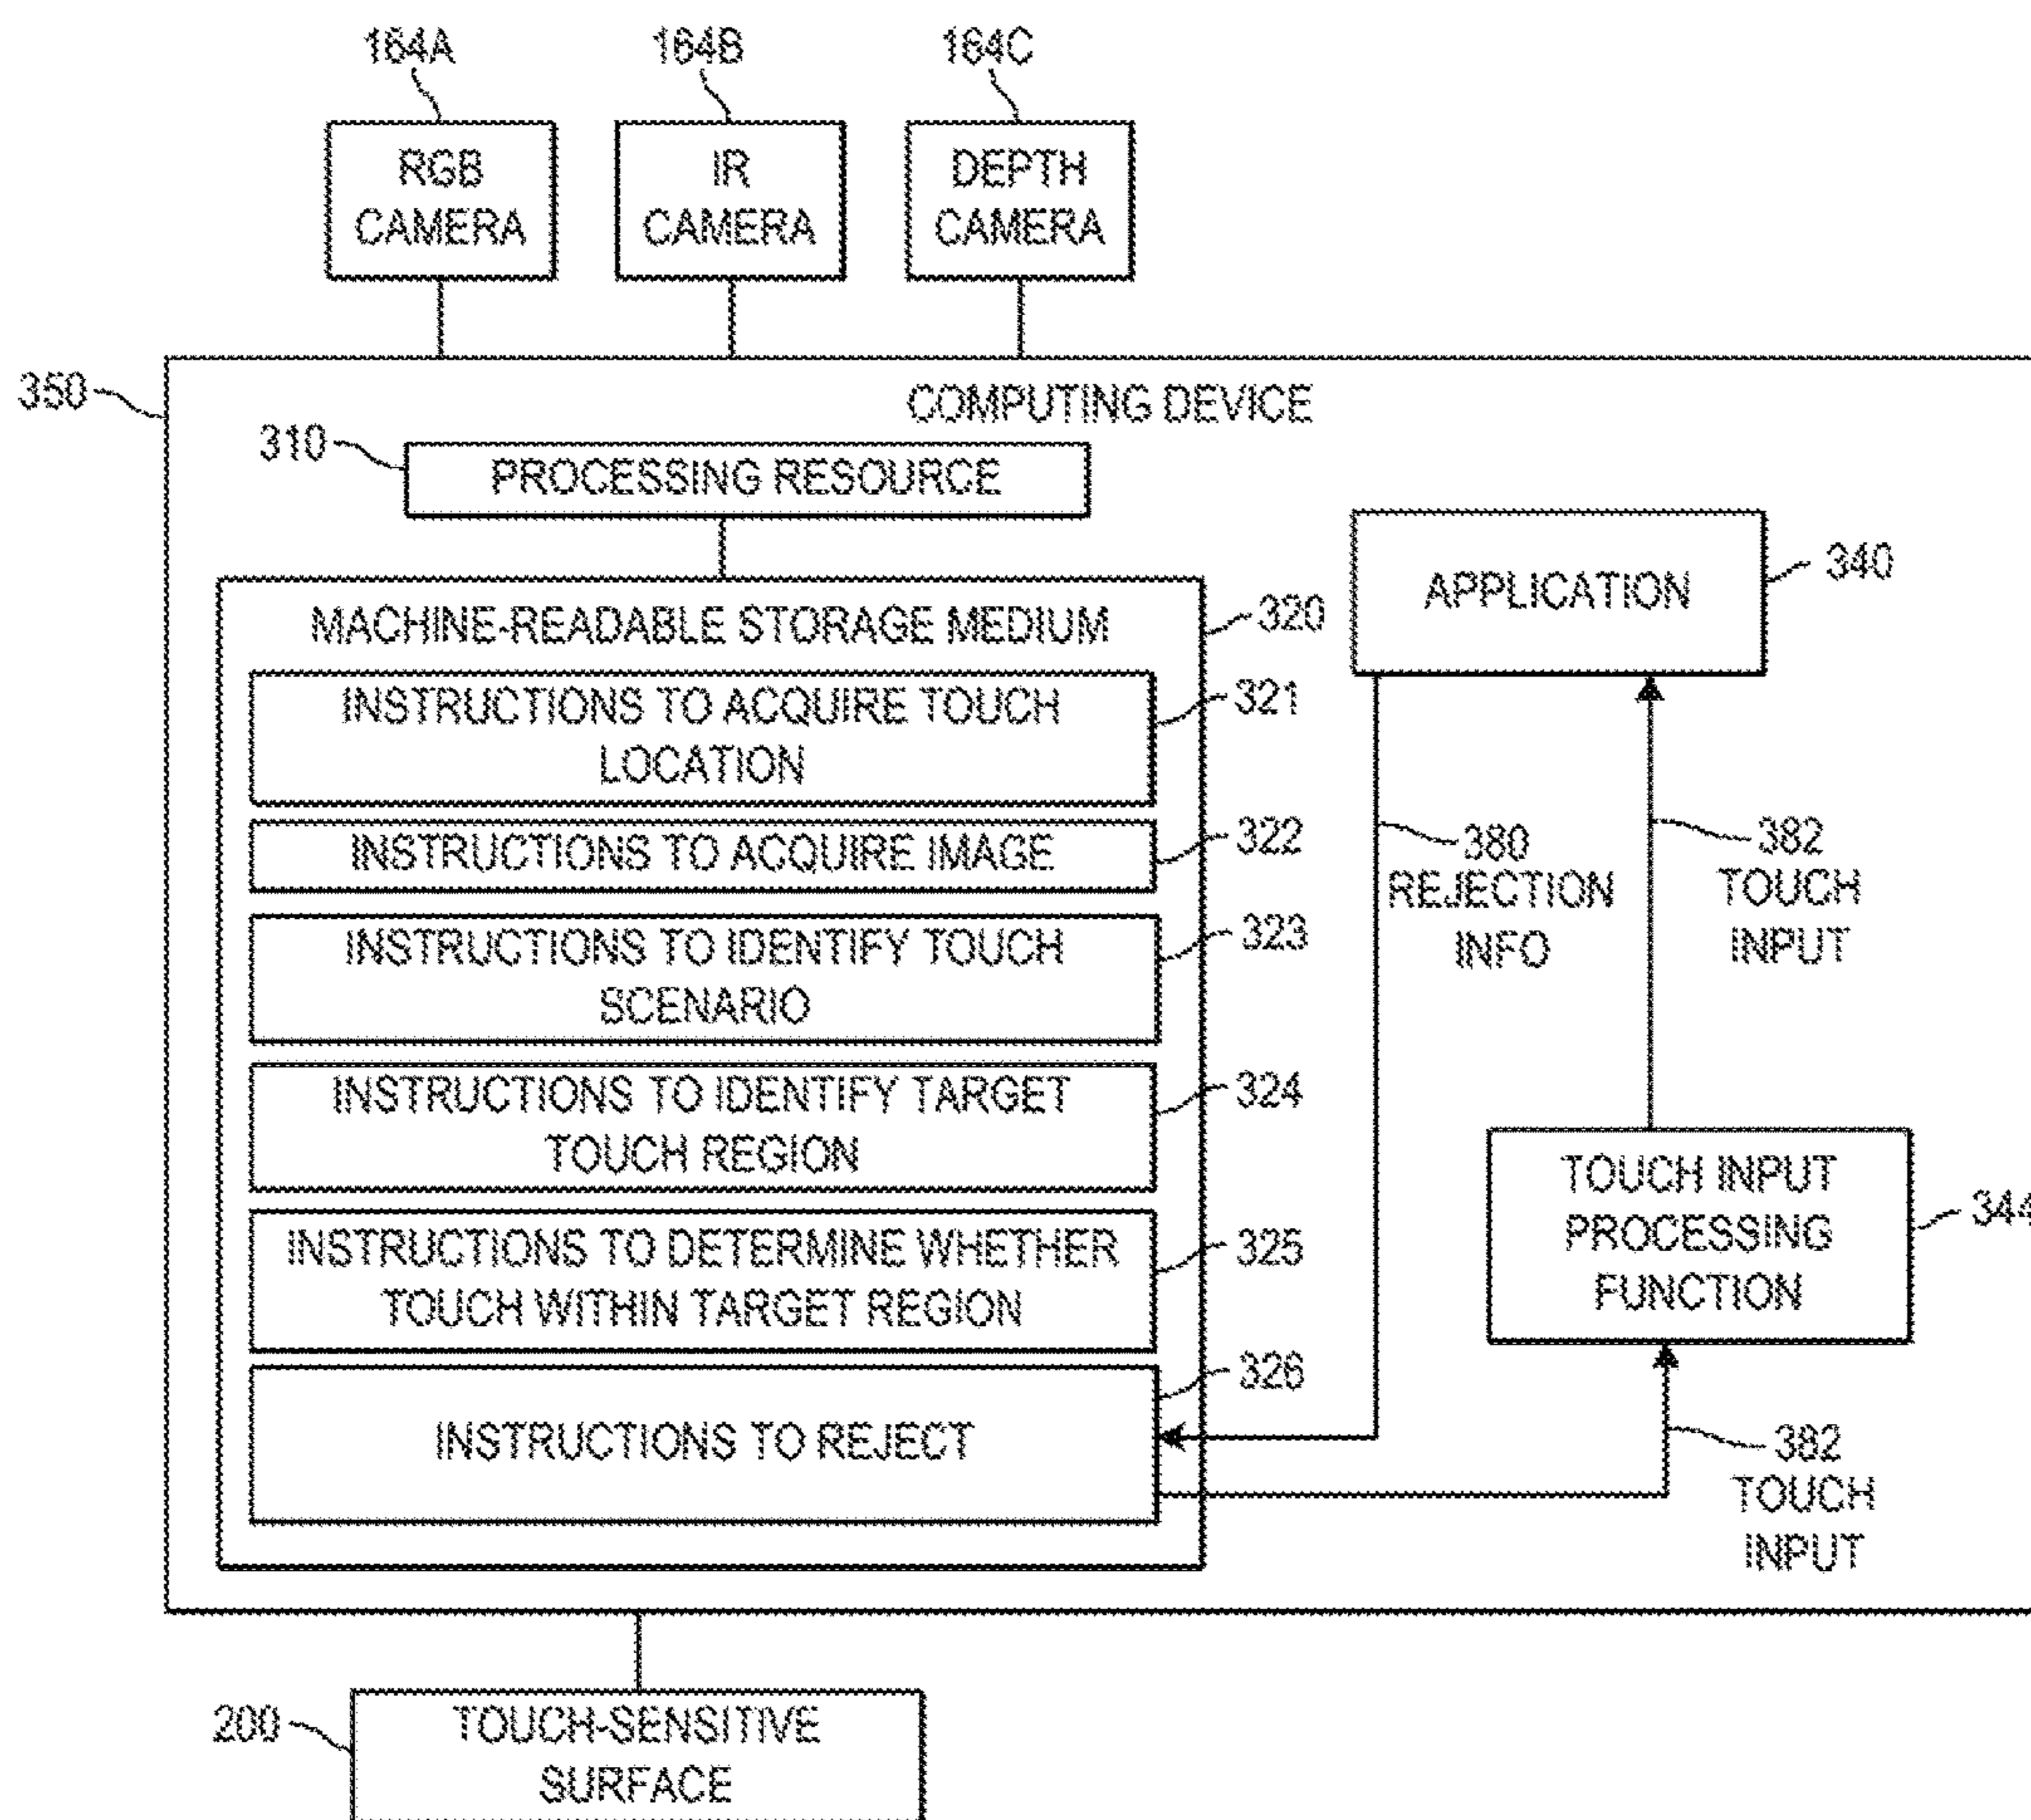 164A
164B
164C
RGB
CAMERA
IR
CAMERA
DEPTH
CAMERA
350
COMPUTING DEVICE
310
PROCESSING RESOURCE
APPLICATION
340
MACHINE-READABLE STORAGE MEDIUM
320
INSTRUCTIONS TO ACQUIRE TOUCH
LOCATION
321
INSTRUCTIONS TO ACQUIRE IMAGE
322
380
REJECTION
INFO
382
TOUCH
INPUT
INSTRUCTIONS TO IDENTIFY TOUCH
SCENARIO
323
INSTRUCTIONS TO IDENTIFY TARGET
TOUCH REGION
324
TOUCH INPUT
PROCESSING
FUNCTION
344
INSTRUCTIONS TO DETERMINE WHETHER
TOUCH WITHIN TARGET REGION
325
INSTRUCTIONS TO REJECT
326
382
TOUCH
INPUT
200
TOUCH-SENSITIVE
SURFACE